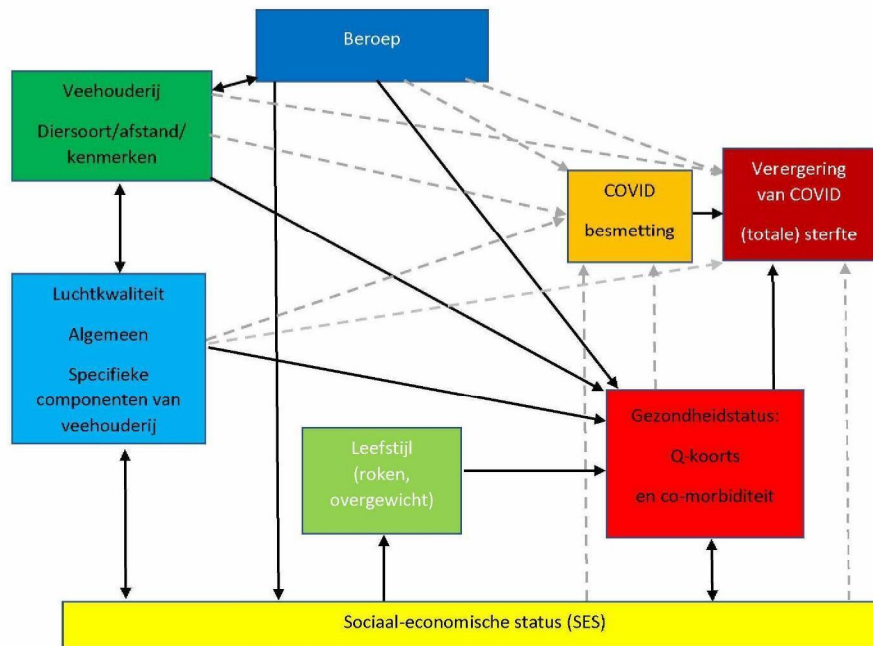 Beroep
Veehouderij
Diersoort/afstand/
kenmerken
COVID
besmetting
Verergering
van COVID
(totale) sterfte
Luchtkwaliteit
Algemeen
Specifieke
componenten van
veehouderij
Leefstijl
(roken,
overgewicht)
Gezondheidstatus:
Q-koorts
en co-morbiditeit
Sociaal-economische status (SES)